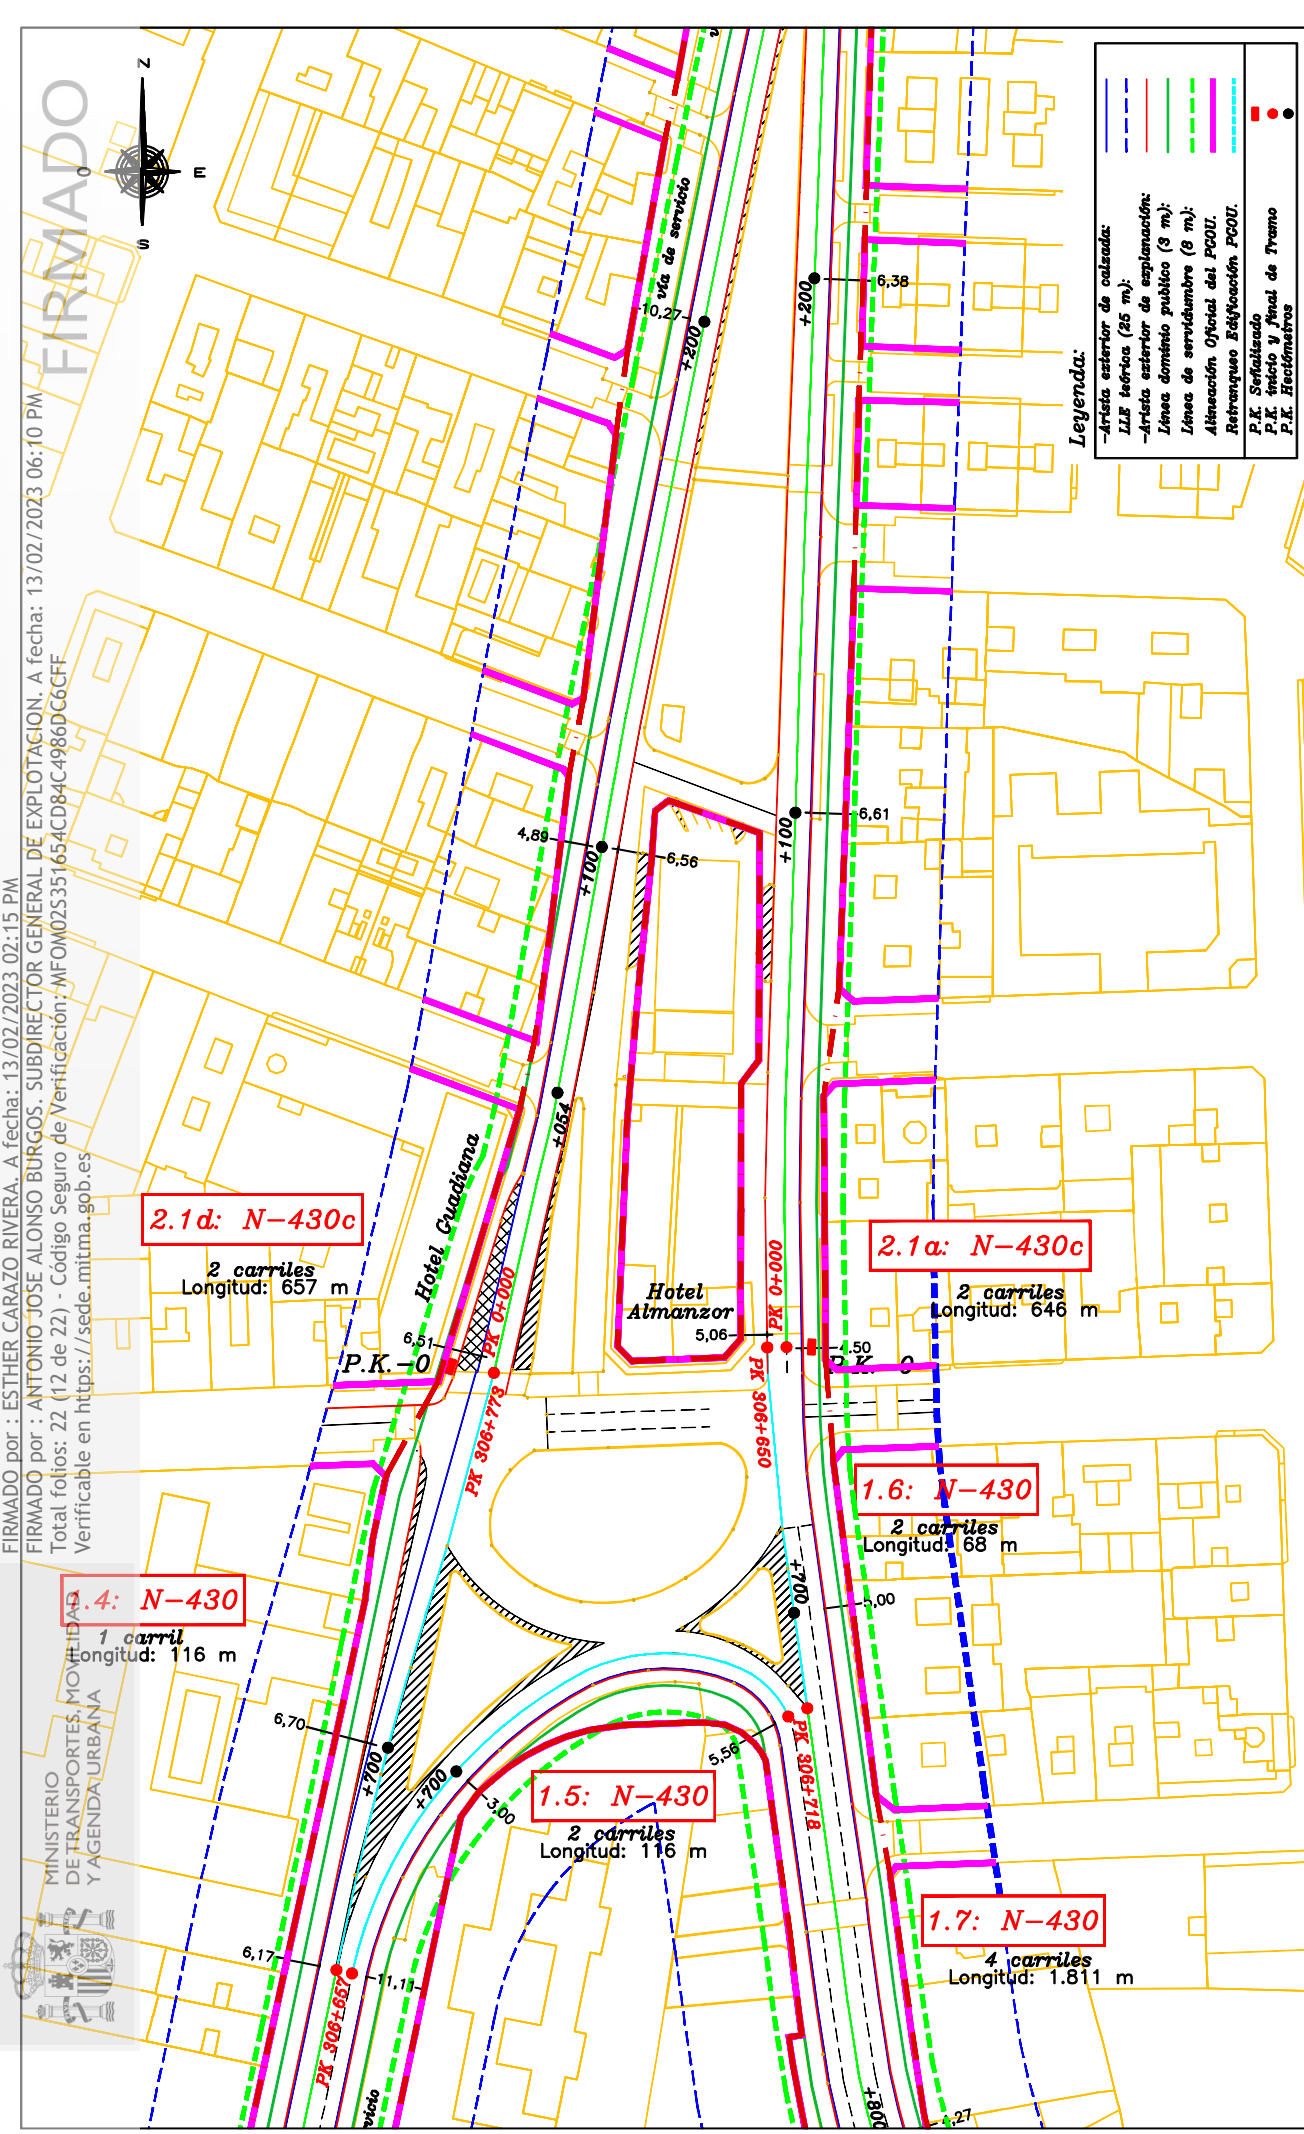 FIRMADO por : ESTHER CARAZO RIVERA. A fecha: 13/02/2023 02:15 PM
FIRMADO por : ANTONIO JOSE ALONSO BURGOS. SUBDIRECTOR GENERAL DE EXPLOTACION. A fecha: 13/02/2023 06:10 PM
Total folios: 22 (12 de 22) - Código Seguro de Verificación: MFOM02S351654CD84C4986DC6CFF
Verificable en https://sede.mitma.gob.es
FIRMADO
MINISTERIO
DE TRANSPORTES, MOVILIDAD
Y AGENDA URBANA
N
O
E
S
Leyenda:
-Arista exterior de calzada:
LLE teórica (25 m):
-Arista exterior de explanación:
Línea dominio publico (3 m):
Línea de servidumbre (8 m):
Alineación Oficial del PGOU.
Retranqueo Edificación PGOU.
P.K. Señalizado
P.K. inicio y final de Tramo
P.K. Hectómetros
vía de servicio
10,27
+200
+200
6,38
4,89
+100
6,56
+100
6,61
+054
Hotel Guadiana
2.1d: N-430c
2 carriles
Longitud: 657 m
2.1a: N-430c
2 carriles
Longitud: 646 m
Hotel
Almanzor
PK 0+000
PK 0+000
6,51
5,06
4,50
P.K.-0
P.K. 0
PK 306+773
PK 306+650
1.6: N-430
2 carriles
Longitud: 68 m
+700
5,00
1.4: N-430
1 carril
Longitud: 116 m
6,70
+700
+700
3,00
5,56
PK 306+718
1.5: N-430
2 carriles
Longitud: 116 m
1.7: N-430
4 carriles
Longitud: 1.811 m
6,17
11,11
PK 306+657
vicio
+800
4,27